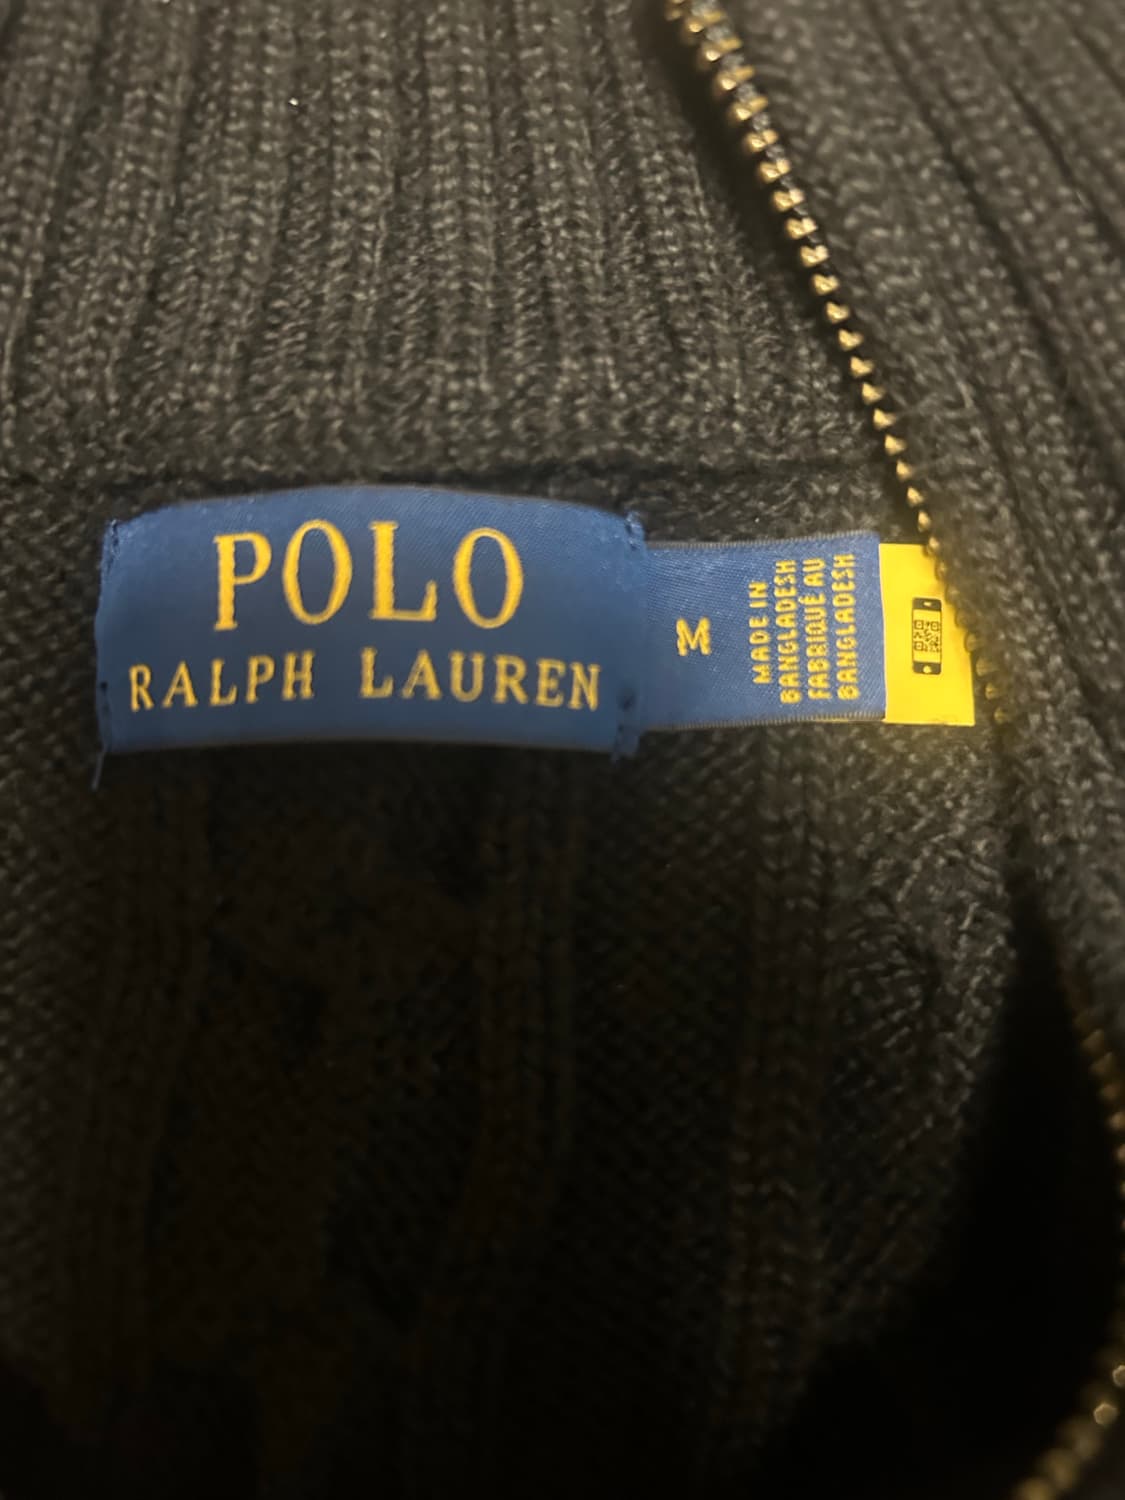 POLO
RALPH LAUREN
M
MADE IN
BANGLADESH
FABRIQUÉ AU
BANGLADESH